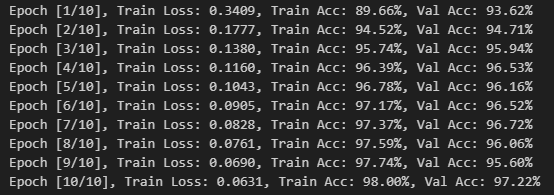 Epoch [1/10], Train Loss: 0.3409, Train Acc: 89.66%, Val Acc: 93.62%
Epoch [2/10], Train Loss: 0.1777, Train Acc: 94.52%, Val Acc: 94.71%
Epoch [3/10], Train Loss: 0.1380, Train Acc: 95.74%, Val Acc: 95.94%
Epoch [4/10], Train Loss: 0.1160, Train Acc: 96.39%, Val Acc: 96.53%
Epoch [5/10], Train Loss: 0.1043, Train Acc: 96.78%, Val Acc: 96.16%
Epoch [6/10], Train Loss: 0.0905, Train Acc: 97.17%, Val Acc: 96.52%
Epoch [7/10], Train Loss: 0.0828, Train Acc: 97.37%, Val Acc: 96.72%
Epoch [8/10], Train Loss: 0.0761, Train Acc: 97.59%, Val Acc: 96.06%
Epoch [9/10], Train Loss: 0.0690, Train Acc: 97.74%, Val Acc: 95.60%
Epoch [10/10], Train Loss: 0.0631, Train Acc: 98.00%, Val Acc: 97.22%